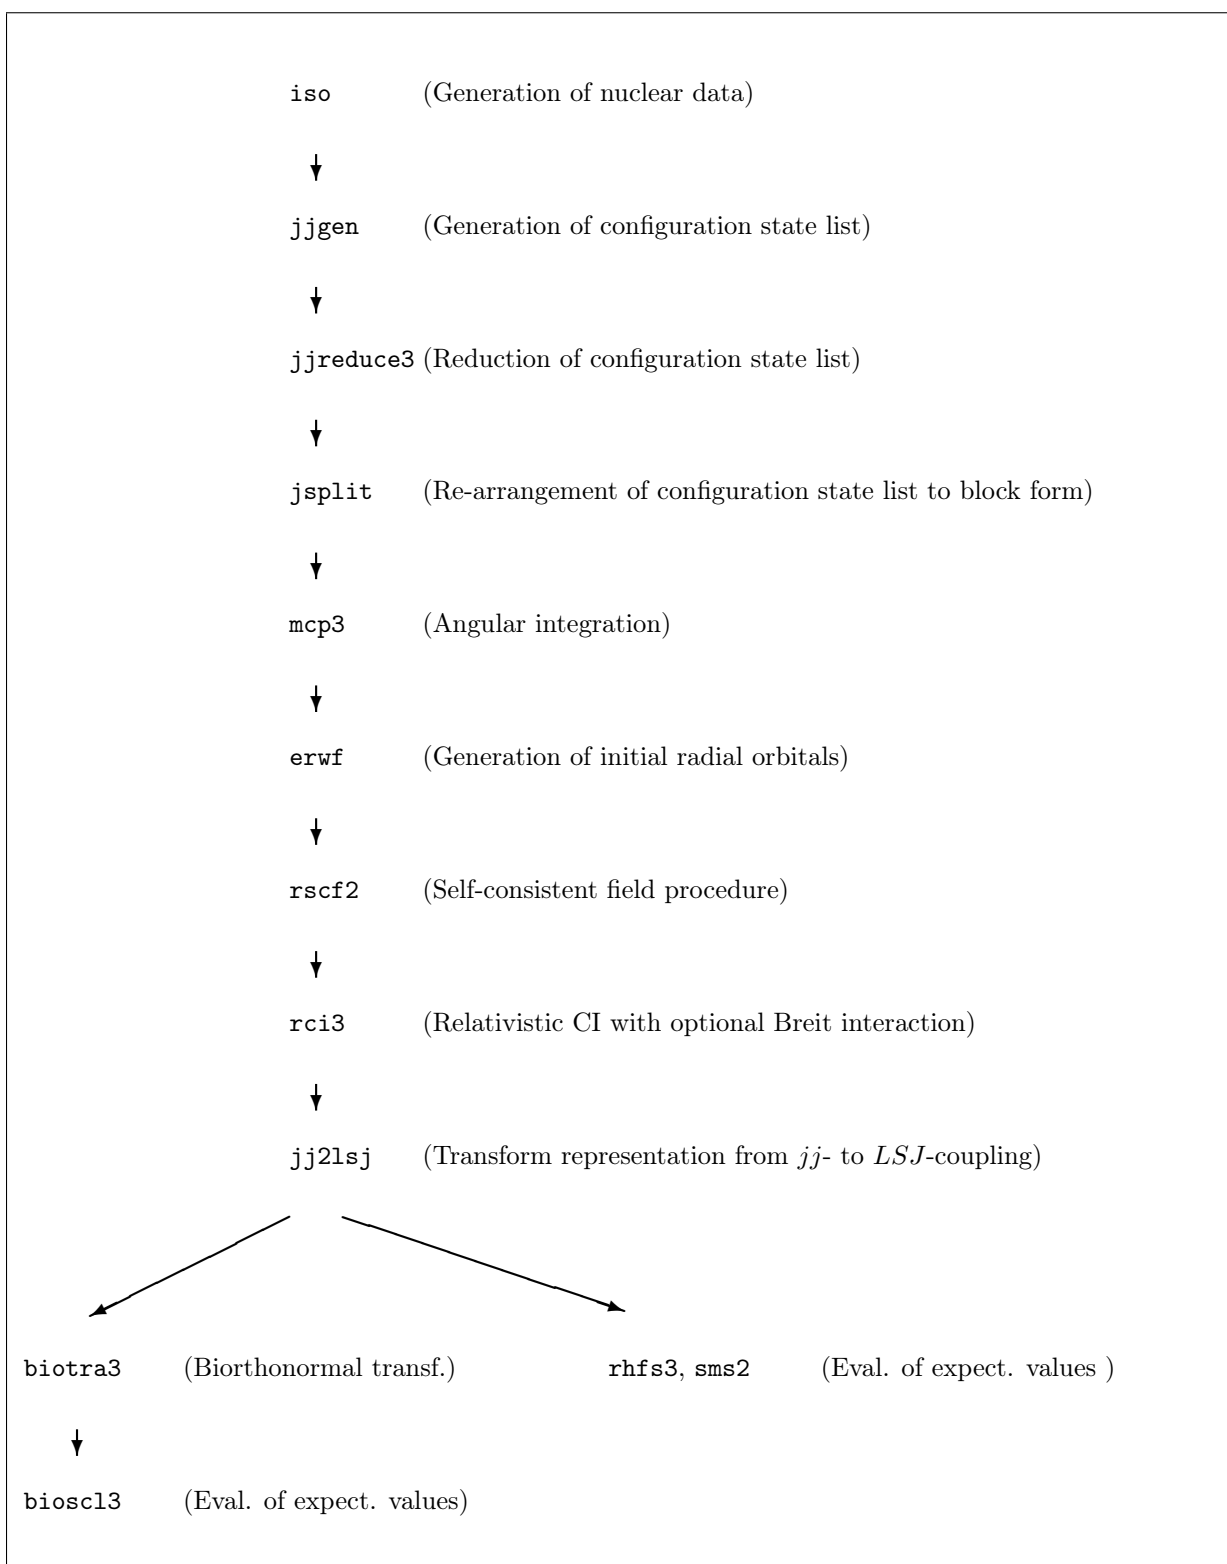 iso (Generation of nuclear data)
jjgen (Generation of configuration state list)
jjreduce3 (Reduction of configuration state list)
jsplit (Re-arrangement of configuration state list to block form)
mcp3 (Angular integration)
erwf (Generation of initial radial orbitals)
rscf2 (Self-consistent field procedure)
rci3 (Relativistic CI with optional Breit interaction)
jj2lsj (Transform representation from jj- to LSJ-coupling)
biotra3 (Biorthonormal transf.) rhfs3, sms2 (Eval. of expect. values )
bioscl3 (Eval. of expect. values)